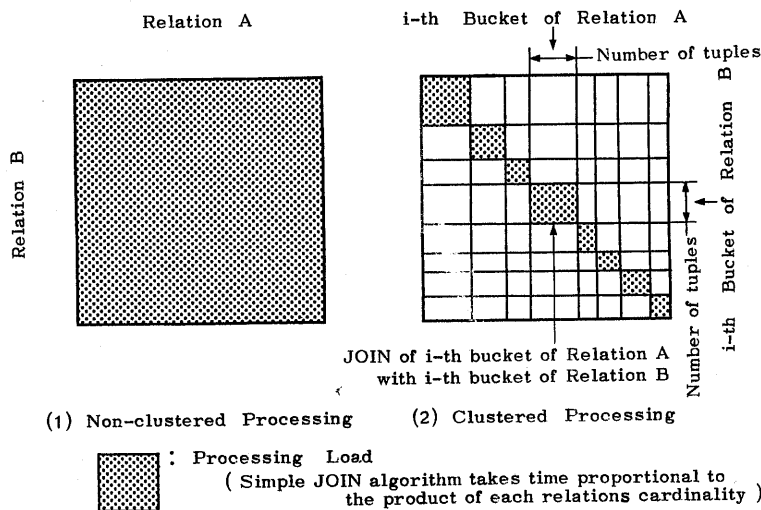 Relation A
Relation B
(1) Non-clustered Processing
i-th Bucket of Relation A
Number of tuples
i-th Bucket of Relation B
Number of tuples
JOIN of i-th bucket of Relation A
with i-th bucket of Relation B
(2) Clustered Processing
: Processing Load
( Simple JOIN algorithm takes time proportional to
the product of each relations cardinality )